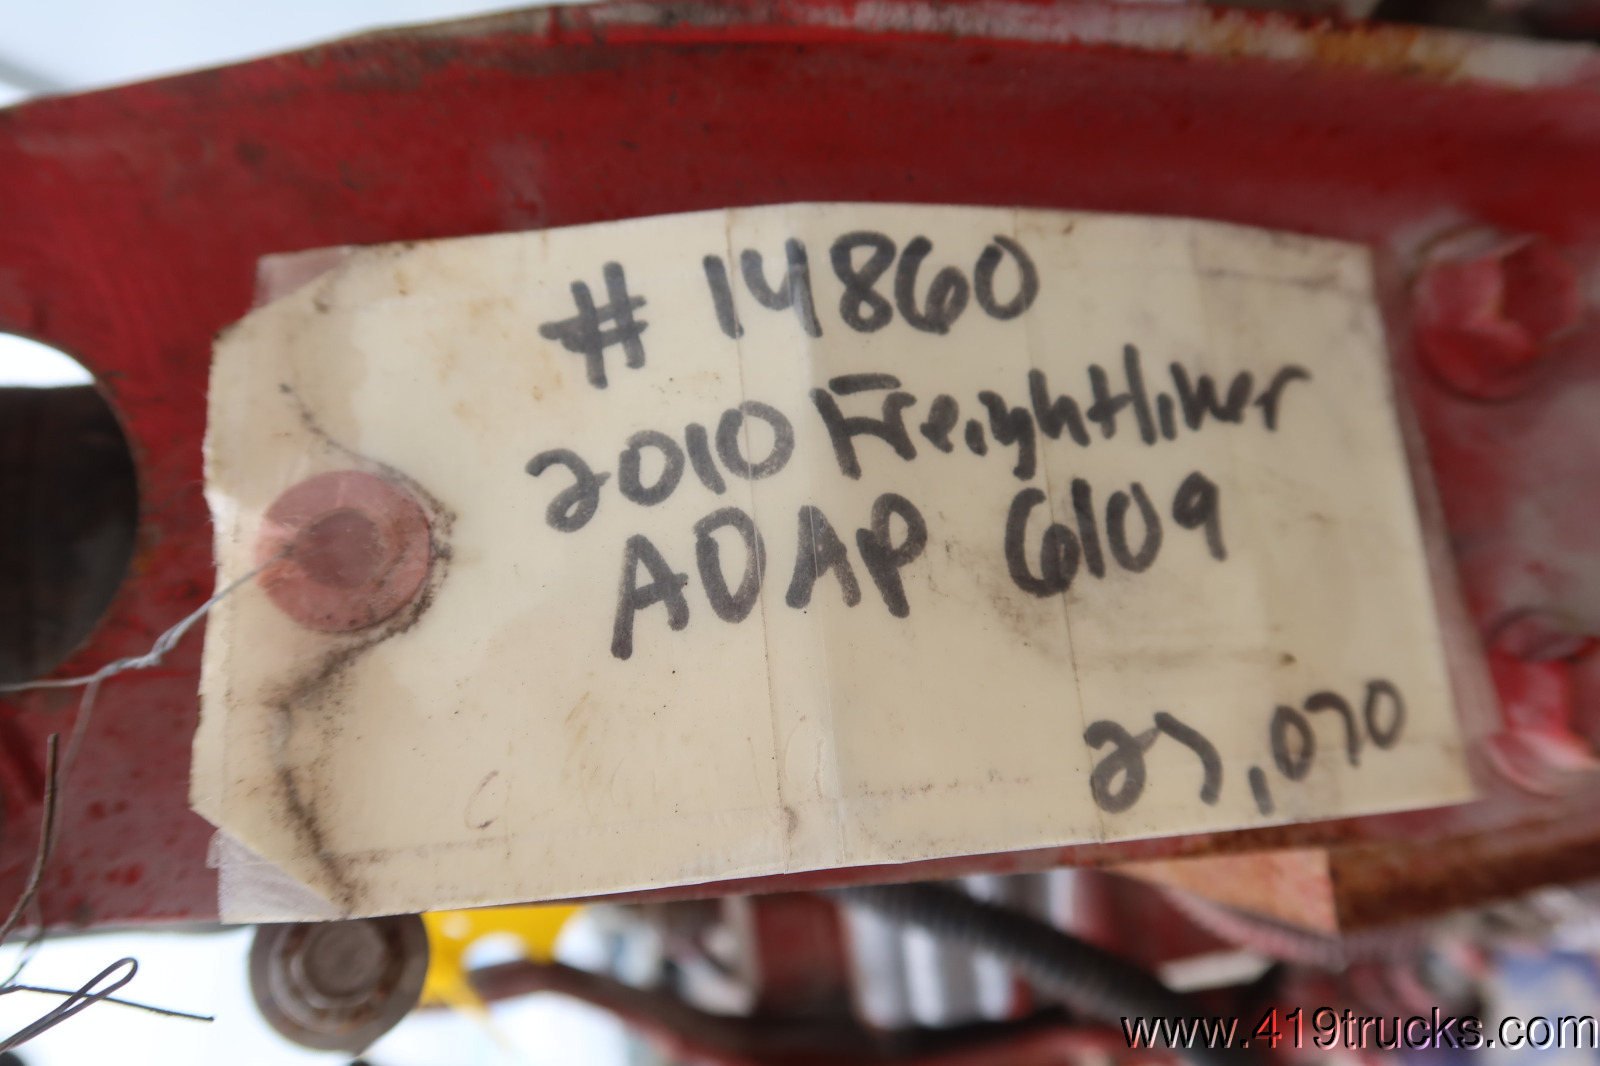 # 14860
2010 Freightliner
ADAP 6109
27,070
www.419trucks.com